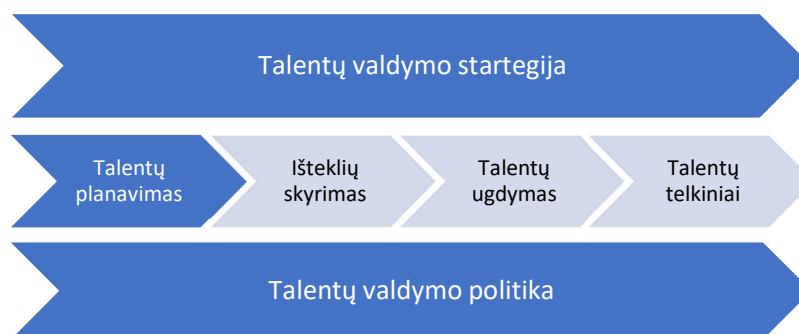 Talentų valdymo startegija
Talentų
planavimas
Išteklių
skyrimas
Talentų
ugdymas
Talentų
telkiniai
Talentų valdymo politika